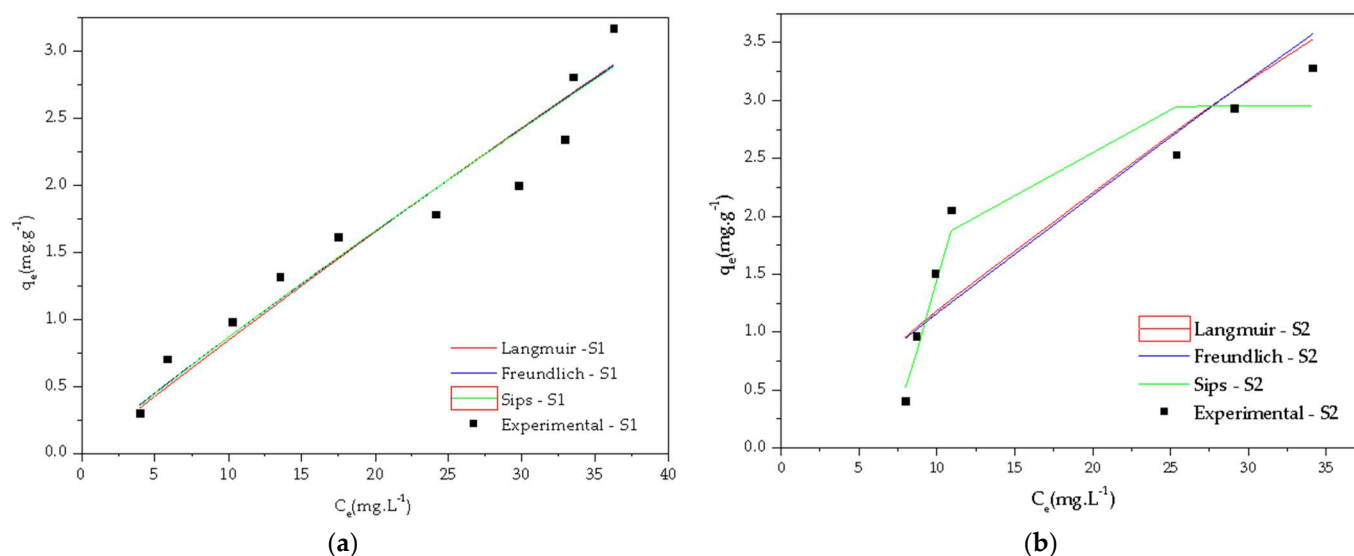 3.0
2.5
2.0
1.5
1.0
0.5
0.0
qₑ(mg.g⁻¹)
Langmuir -S1
Freundlich - S1
Sips - S1
Experimental - S1
0 5 10 15 20 25 30 35 40
Cₑ(mg.L⁻¹)
(a)
3.5
3.0
2.5
2.0
1.5
1.0
0.5
0.0
qₑ(mg.g⁻¹)
Langmuir - S2
Freundlich - S2
Sips - S2
Experimental - S2
0 5 10 15 20 25 30 35
Cₑ(mg.L⁻¹)
(b)